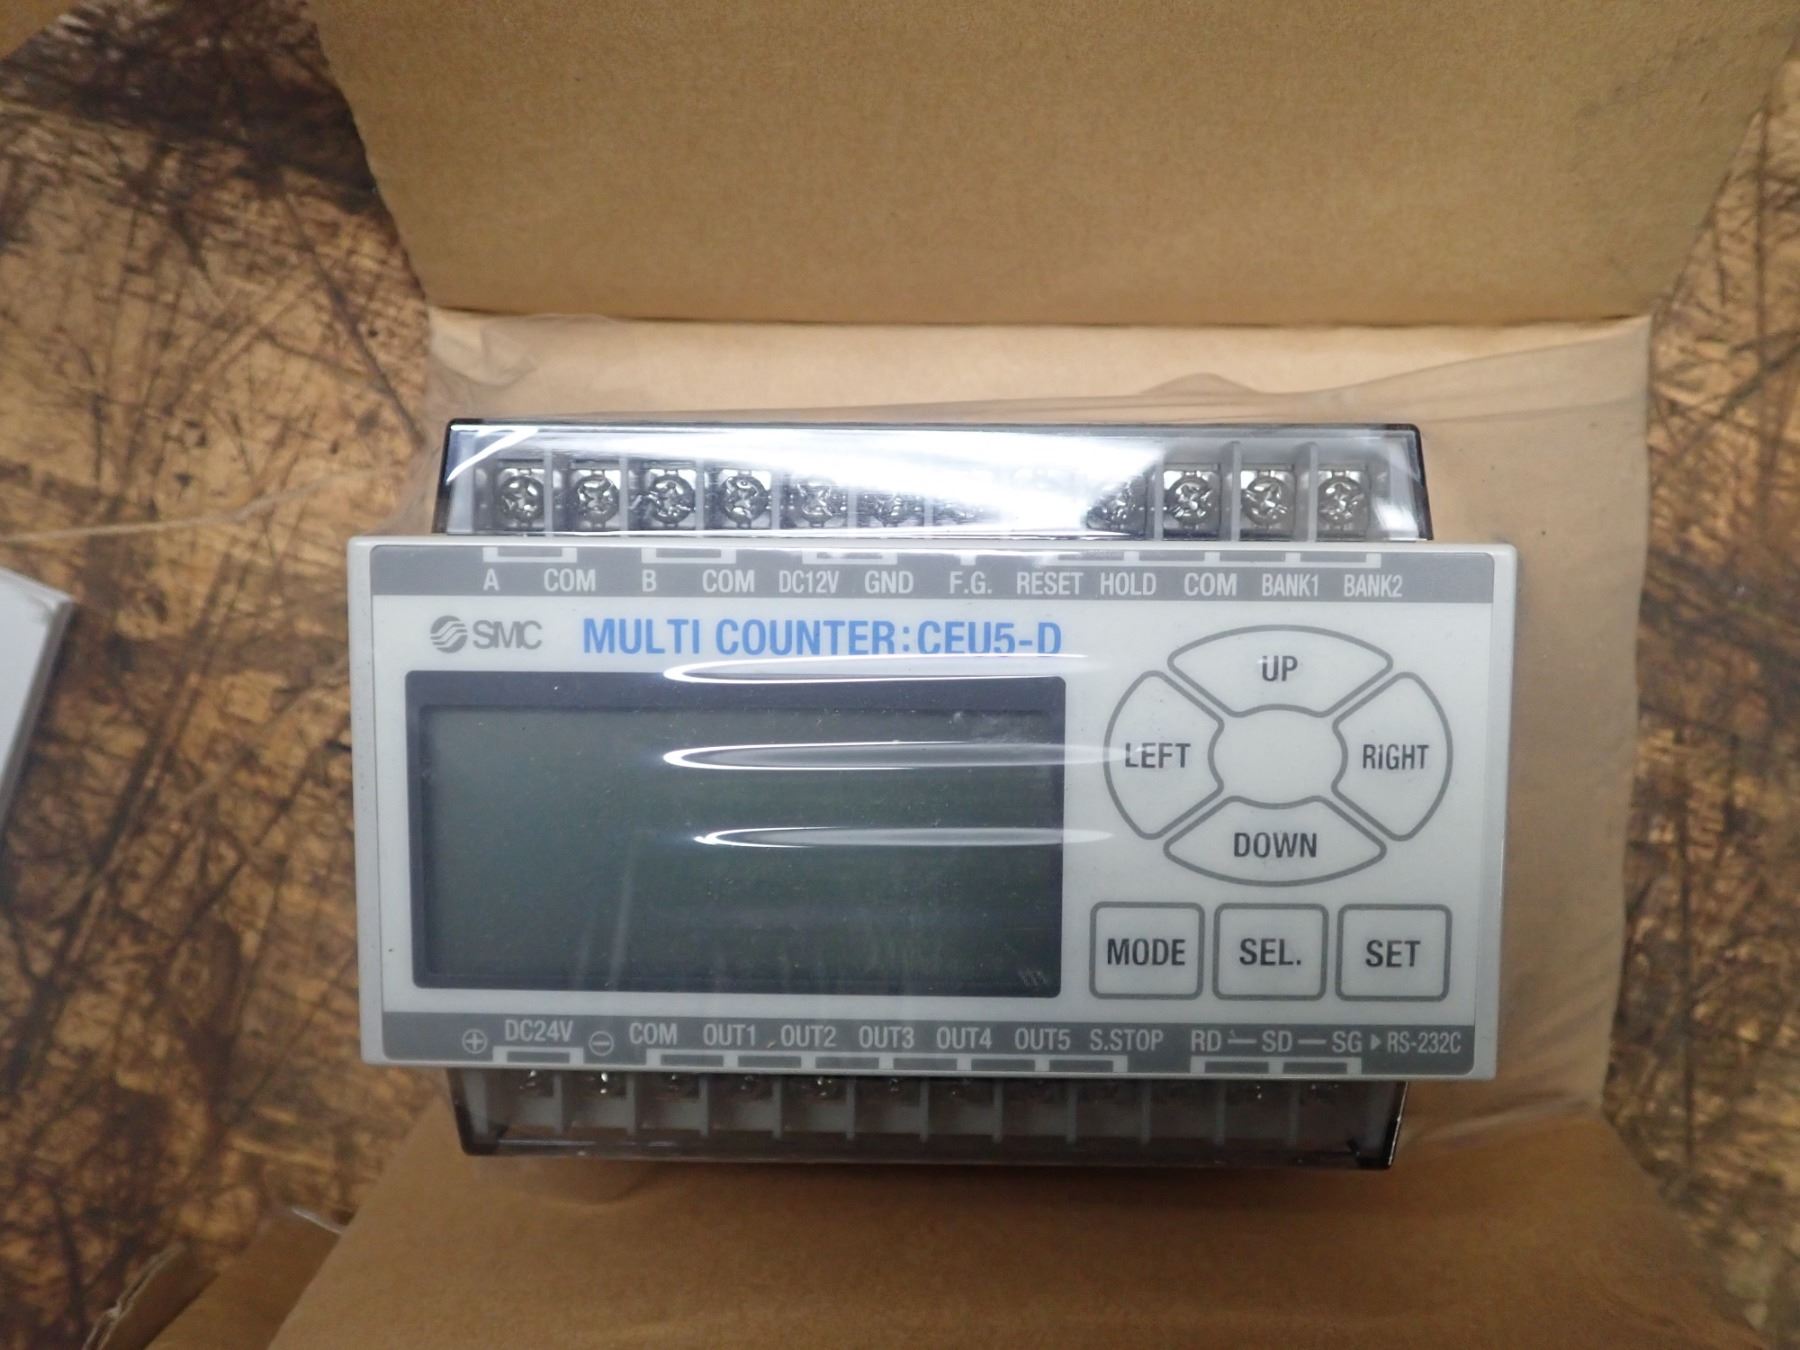 A COM B COM DC12V GND F.G. RESET HOLD COM BANK1 BANK2
SMC MULTI COUNTER:CEU5-D
UP
LEFT RIGHT
DOWN
MODE SEL. SET
DC24V COM OUT1 OUT2 OUT3 OUT4 OUT5 S.STOP RD SD SG RS-232C